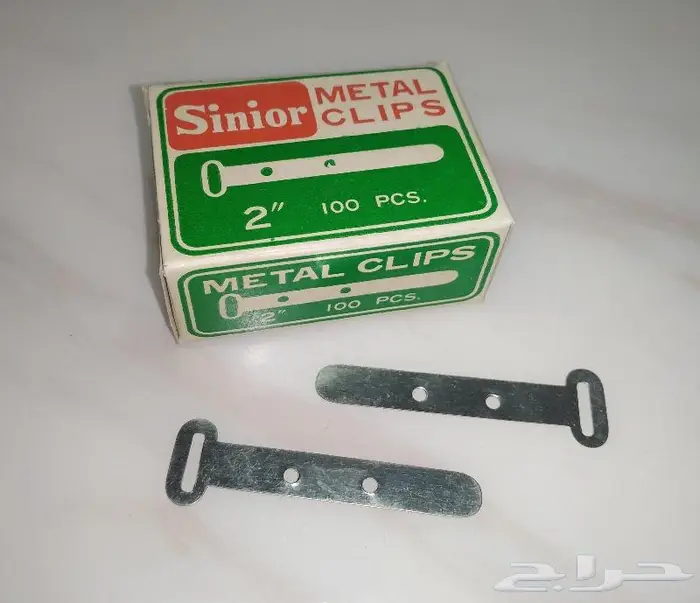 Sinior
METAL
CLIPS
2" 100 PCS.
METAL CLIPS
2" 100 PCS.
حراج